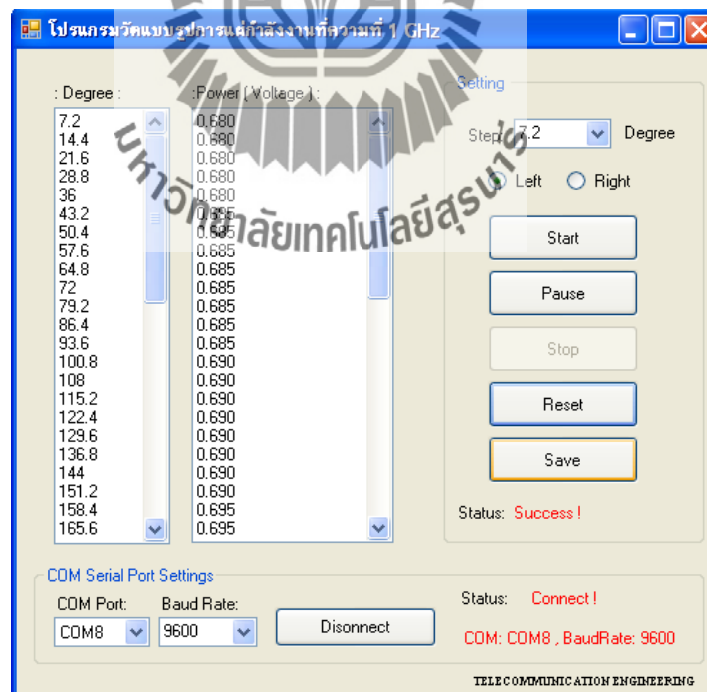 โปรแกรมวัดแบบรูปการแผ่กำลังงานที่ความที่ 1 GHz
: Degree :
7.2
14.4
21.6
28.8
36
43.2
50.4
57.6
64.8
72
79.2
86.4
93.6
100.8
108
115.2
122.4
129.6
136.8
144
151.2
158.4
165.6
:Power ( Voltage ) :
0.680
0.680
0.680
0.680
0.680
0.685
0.685
0.685
0.685
0.685
0.685
0.685
0.685
0.690
0.690
0.690
0.690
0.690
0.690
0.690
0.690
0.695
0.695
Setting
Step: 7.2 Degree
Left Right
Start
Pause
Stop
Reset
Save
Status: Success !
มหาวิทยาลัยเทคโนโลยีสุรนารี
COM Serial Port Settings
COM Port: Baud Rate:
COM8 9600 Disonnect
Status: Connect !
COM: COM8 , BaudRate: 9600
TELECOMMUNICATION ENGINEERING